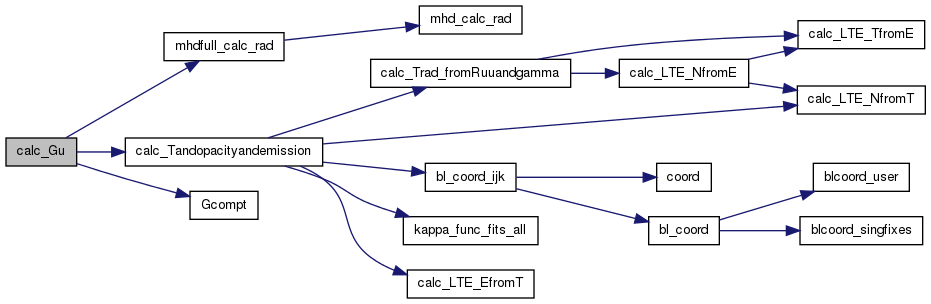 calc_Gu
mhdfull_calc_rad
mhd_calc_rad
calc_Tandopacityandemission
Gcompt
calc_Trad_fromRuuandgamma
calc_LTE_NfromE
calc_LTE_TfromE
calc_LTE_NfromT
bl_coord_ijk
coord
bl_coord
blcoord_user
blcoord_singfixes
kappa_func_fits_all
calc_LTE_EfromT